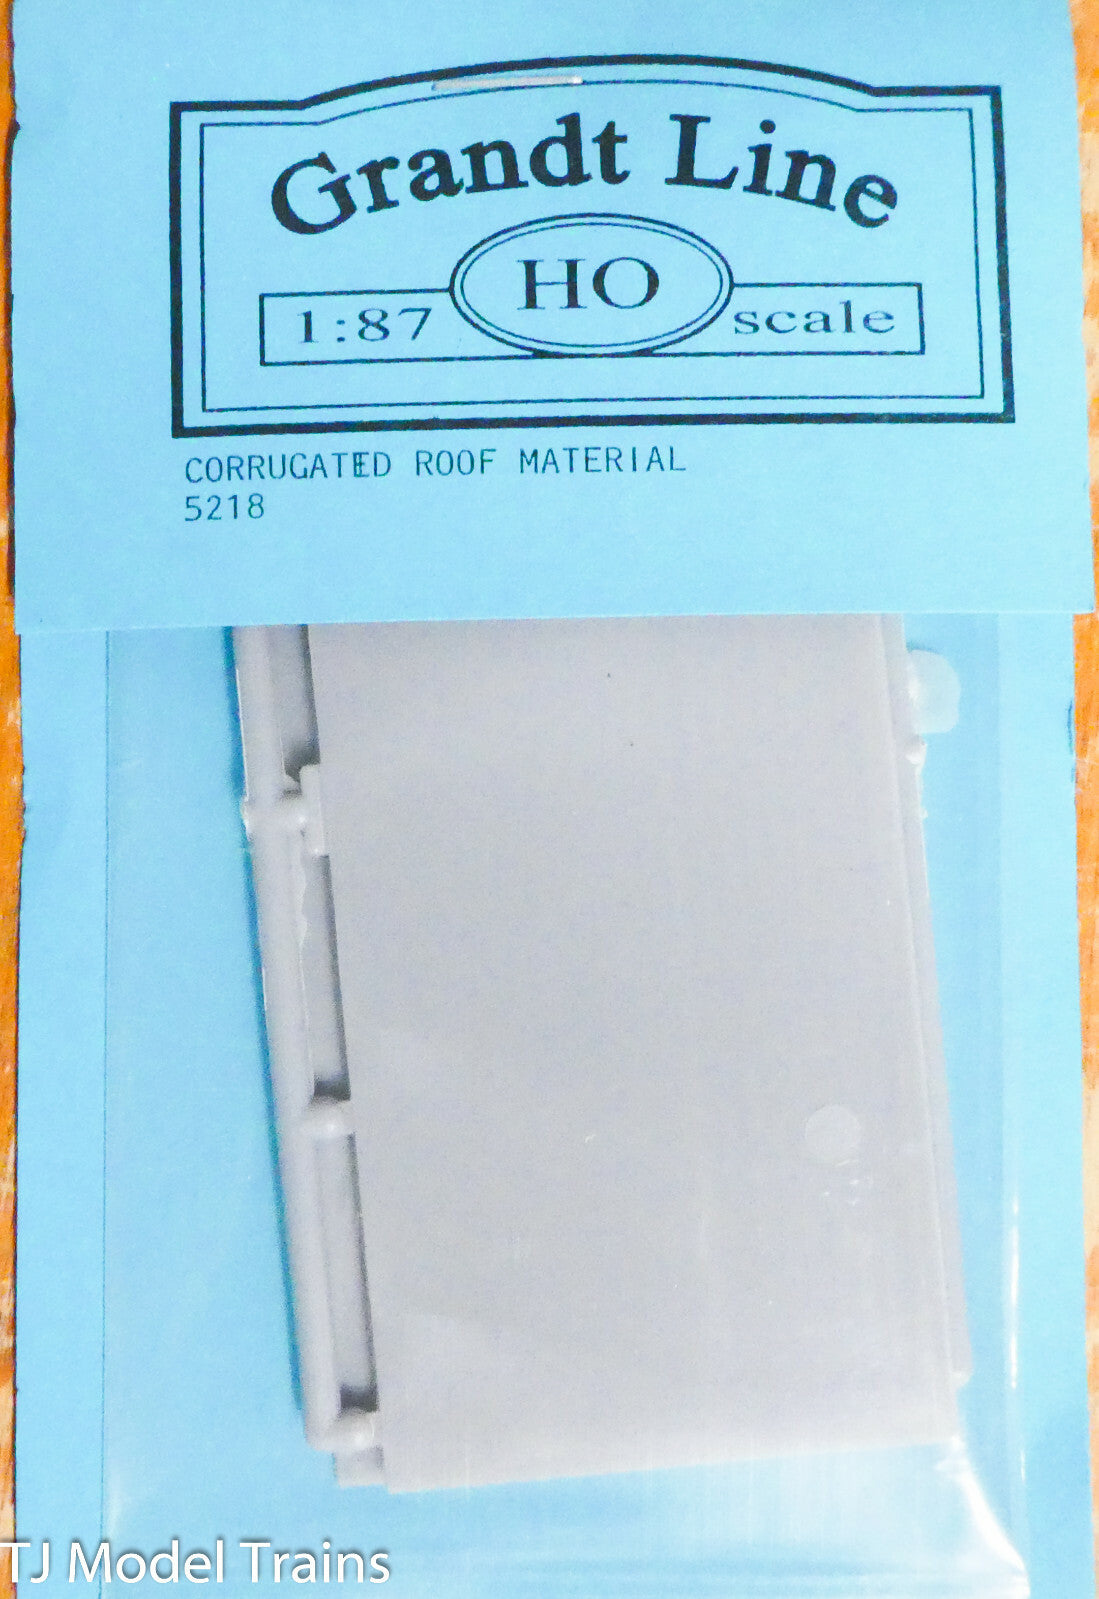 Grandt Line
1:87 HO scale
CORRUGATED ROOF MATERIAL
5218
TJ Model Trains